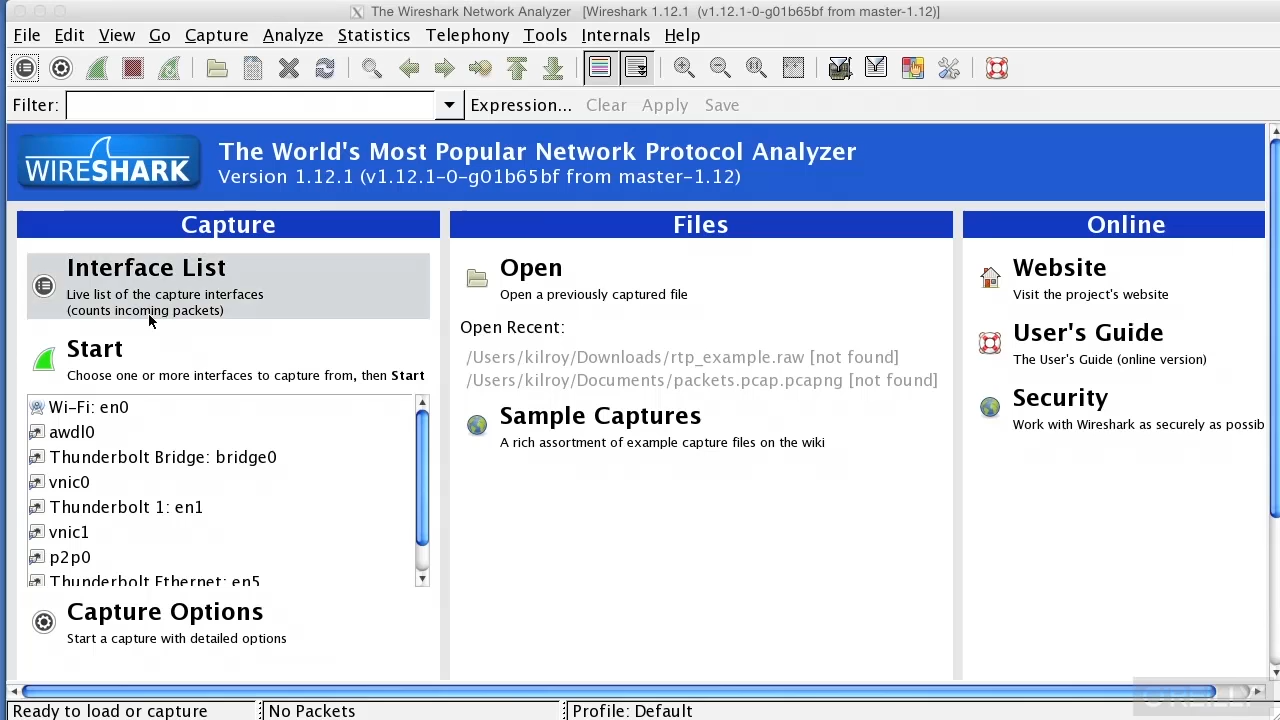 The Wireshark Network Analyzer [Wireshark 1.12.1 (v1.12.1-0-g01b65bf from master-1.12)]
File Edit View Go Capture Analyze Statistics Telephony Tools Internals Help
Filter: Expression... Clear Apply Save
WIRESHARK
The World's Most Popular Network Protocol Analyzer
Version 1.12.1 (v1.12.1-0-g01b65bf from master-1.12)
Capture
Interface List
Live list of the capture interfaces
(counts incoming packets)
Start
Choose one or more interfaces to capture from, then Start
Wi-Fi: en0
awdl0
Thunderbolt Bridge: bridge0
vnic0
Thunderbolt 1: en1
vnic1
p2p0
Thunderbolt Ethernet: en5
Capture Options
Start a capture with detailed options
Files
Open
Open a previously captured file
Open Recent:
/Users/kilroy/Downloads/rtp_example.raw [not found]
/Users/kilroy/Documents/packets.pcap.pcapng [not found]
Sample Captures
A rich assortment of example capture files on the wiki
Online
Website
Visit the project's website
User's Guide
The User's Guide (online version)
Security
Work with Wireshark as securely as possib
O'REILLY
Ready to load or capture
No Packets
Profile: Default